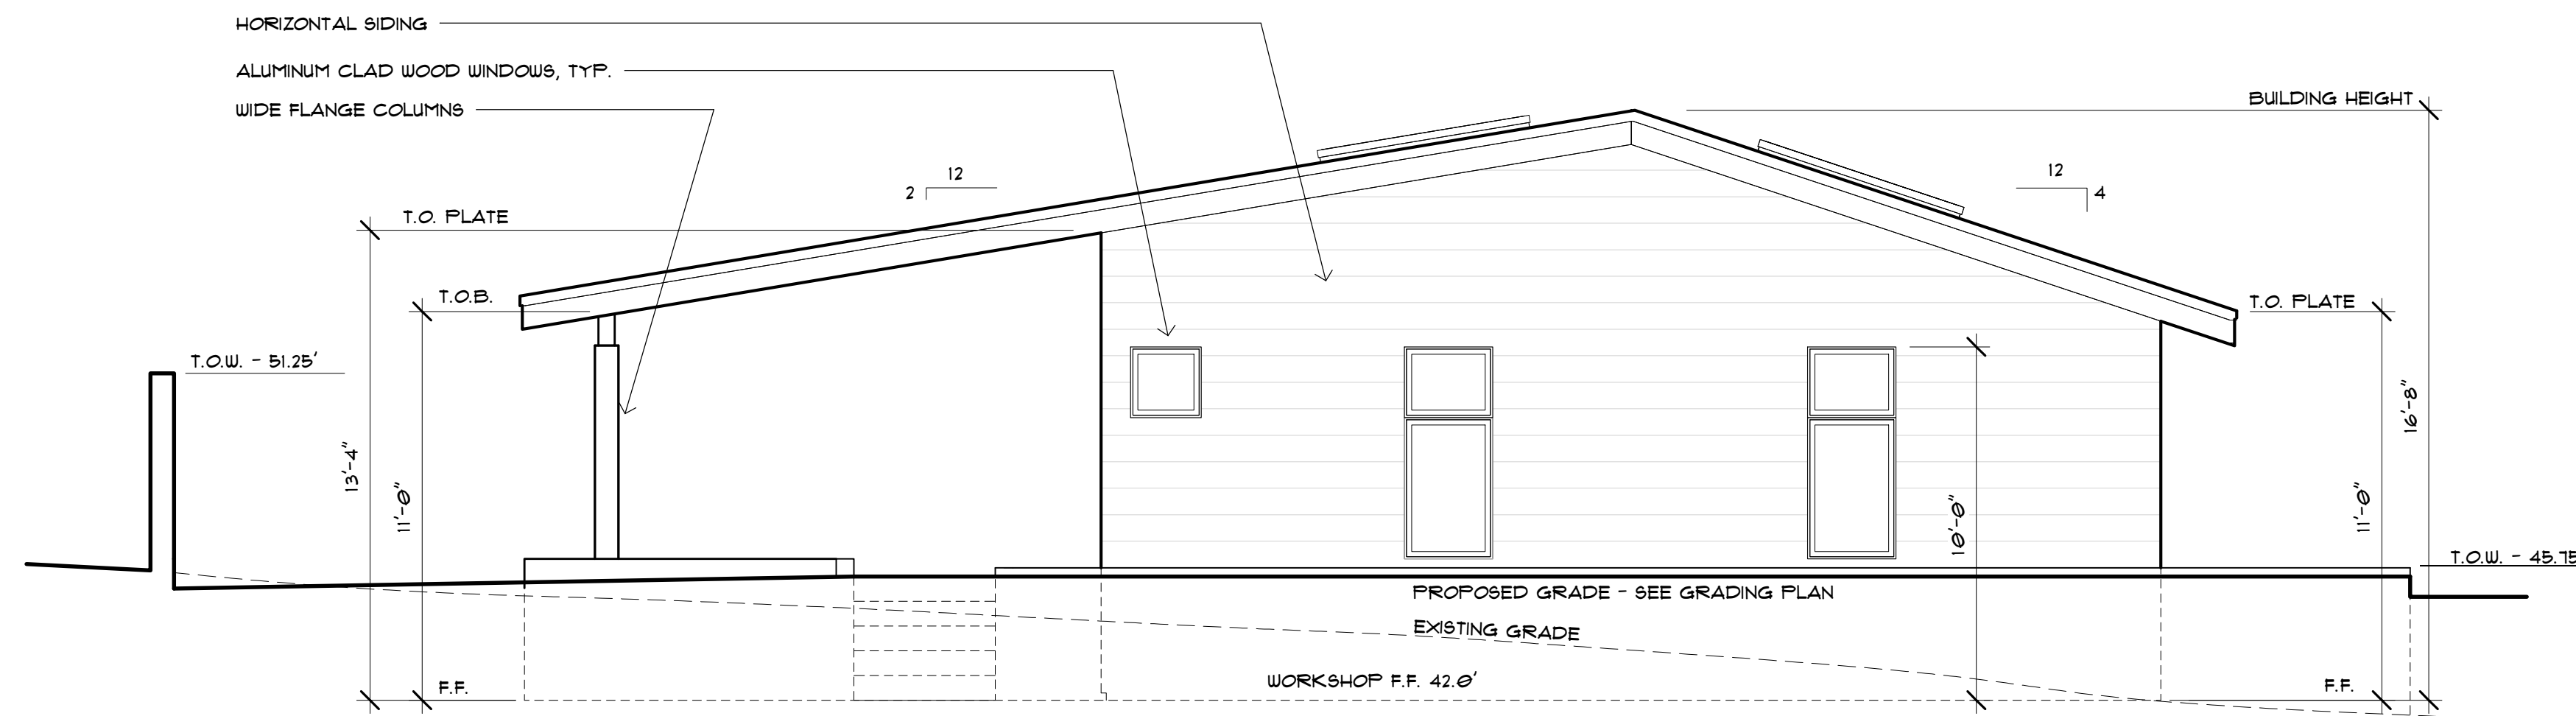 HORIZONTAL SIDING
ALUMINUM CLAD WOOD WINDOWS, TYP.
WIDE FLANGE COLUMNS
BUILDING HEIGHT
12
2
12
4
T.O. PLATE
T.O.B.
T.O. PLATE
T.O.W. - 51.25'
16'-8"
13'-4"
11'-0"
10'-0"
11'-0"
T.O.W. - 45.75
PROPOSED GRADE - SEE GRADING PLAN
EXISTING GRADE
WORKSHOP F.F. 42.0'
F.F.
F.F.